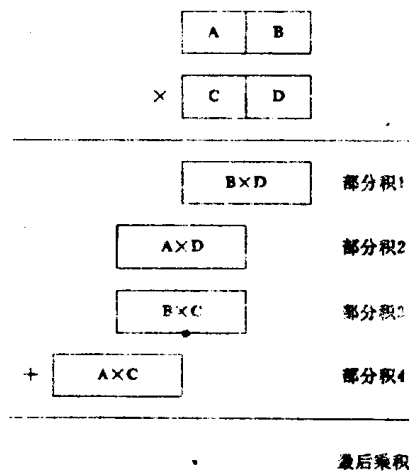 A B
× C D
B×D 部分积1
A×D 部分积2
B×C 部分积3
+ A×C 部分积4
最后乘积